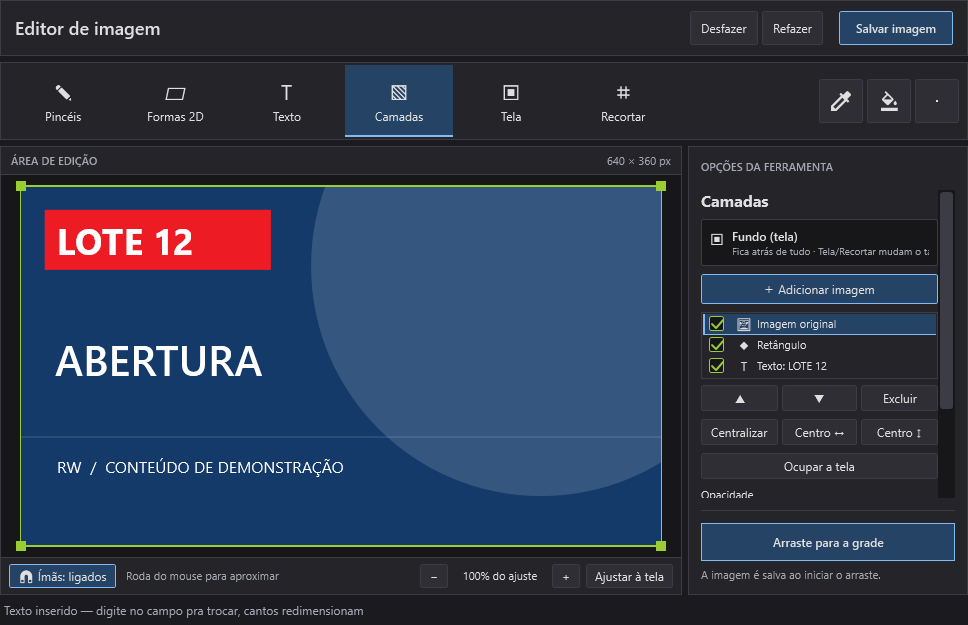 Editor de imagem
Desfazer
Refazer
Salvar imagem
Pincéis
Formas 2D
Texto
Camadas
Tela
Recortar
ÁREA DE EDIÇÃO
640 × 360 px
LOTE 12
ABERTURA
RW / CONTEÚDO DE DEMONSTRAÇÃO
Ímãs: ligados
Roda do mouse para aproximar
−
100% do ajuste
+
Ajustar à tela
OPÇÕES DA FERRAMENTA
Camadas
Fundo (tela)
Fica atrás de tudo · Tela/Recortar mudam o
+ Adicionar imagem
Imagem original
Retângulo
T Texto: LOTE 12
▲
▼
Excluir
Centralizar
Centro ↔
Centro ↕
Ocupar a tela
Opacidade
Arraste para a grade
A imagem é salva ao iniciar o arraste.
Texto inserido — digite no campo pra trocar, cantos redimensionam